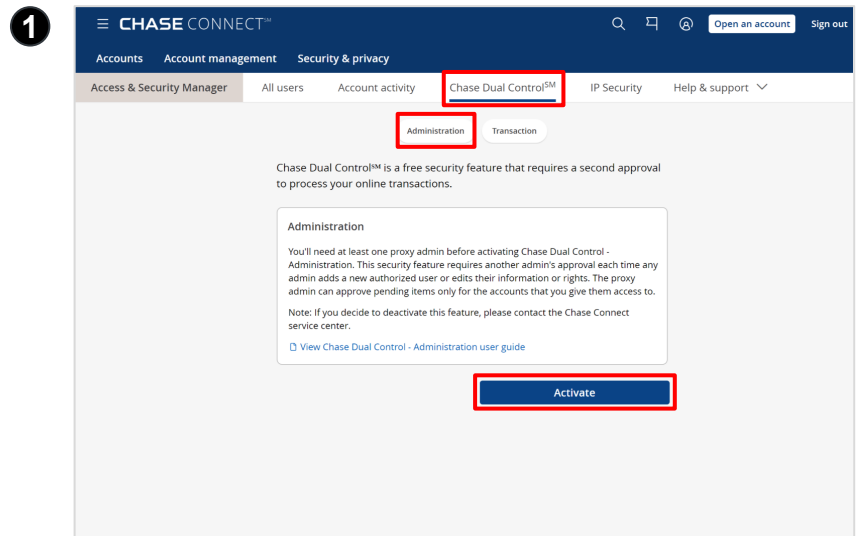 1
CHASE CONNECT℠
Open an account
Sign out
Accounts Account management Security & privacy
Access & Security Manager All users Account activity Chase Dual Control℠ IP Security Help & support
Administration Transaction
Chase Dual Control℠ is a free security feature that requires a second approval
to process your online transactions.
Administration
You'll need at least one proxy admin before activating Chase Dual Control -
Administration. This security feature requires another admin's approval each time any
admin adds a new authorized user or edits their information or rights. The proxy
admin can approve pending items only for the accounts that you give them access to.
Note: If you decide to deactivate this feature, please contact the Chase Connect
service center.
View Chase Dual Control - Administration user guide
Activate